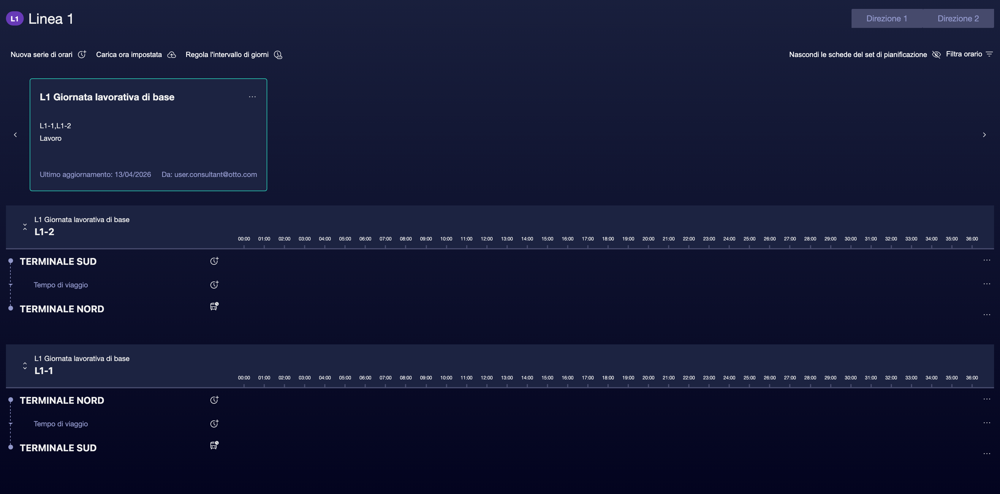 L1 Linea 1
Direzione 1 Direzione 2
Nuova serie di orari Carica ora impostata Regola l'intervallo di giorni Nascondi le schede del set di pianificazione Filtra orario
L1 Giornata lavorativa di base ...
L1-1,L1-2
Lavoro
Ultimo aggiornamento: 13/04/2026 Da: user.consultant@otto.com
L1 Giornata lavorativa di base
L1-2
00:00 01:00 02:00 03:00 04:00 05:00 06:00 07:00 08:00 09:00 10:00 11:00 12:00 13:00 14:00 15:00 16:00 17:00 18:00 19:00 20:00 21:00 22:00 23:00 24:00 25:00 26:00 27:00 28:00 29:00 30:00 31:00 32:00 33:00 34:00 35:00 36:00
TERMINALE SUD ...
Tempo di viaggio ...
TERMINALE NORD ...
L1 Giornata lavorativa di base
L1-1
00:00 01:00 02:00 03:00 04:00 05:00 06:00 07:00 08:00 09:00 10:00 11:00 12:00 13:00 14:00 15:00 16:00 17:00 18:00 19:00 20:00 21:00 22:00 23:00 24:00 25:00 26:00 27:00 28:00 29:00 30:00 31:00 32:00 33:00 34:00 35:00 36:00
TERMINALE NORD ...
Tempo di viaggio ...
TERMINALE SUD ...